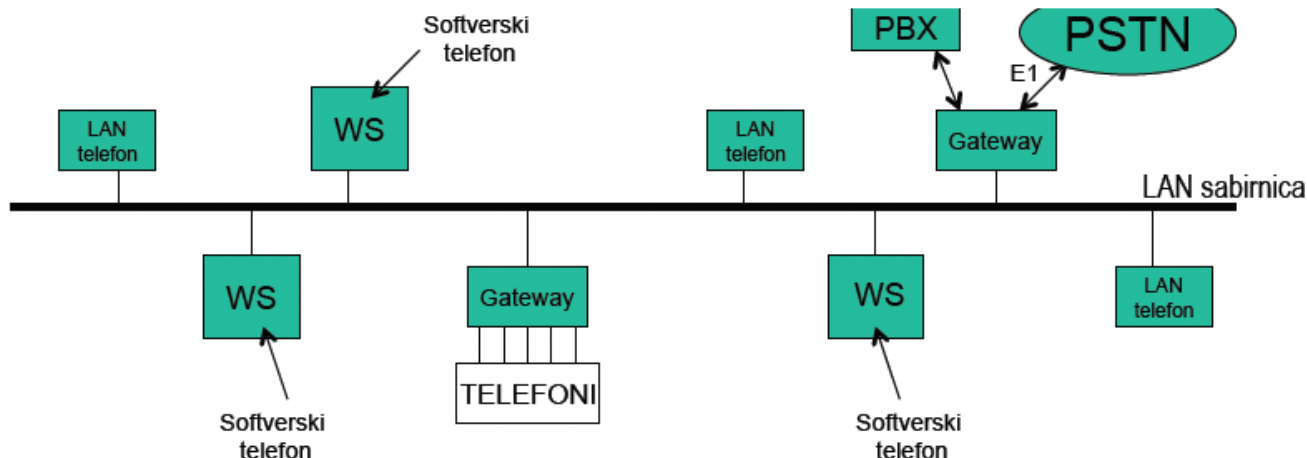 Softverski
telefon
PBX
PSTN
E1
LAN
telefon
WS
LAN
telefon
Gateway
LAN sabirnica
WS
Gateway
WS
LAN
telefon
TELEFONI
Softverski
telefon
Softverski
telefon